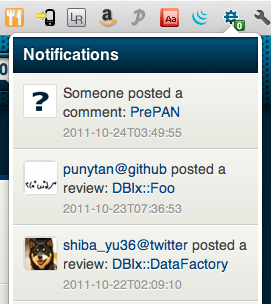 LR
a
Aa
0
Notifications
?
Someone posted a
comment: PrePAN
2011-10-24T03:49:55
punytan@github posted a
review: DBIx::Foo
2011-10-23T07:36:53
shiba_yu36@twitter posted a
review: DBIx::DataFactory
2011-10-22T02:09:10